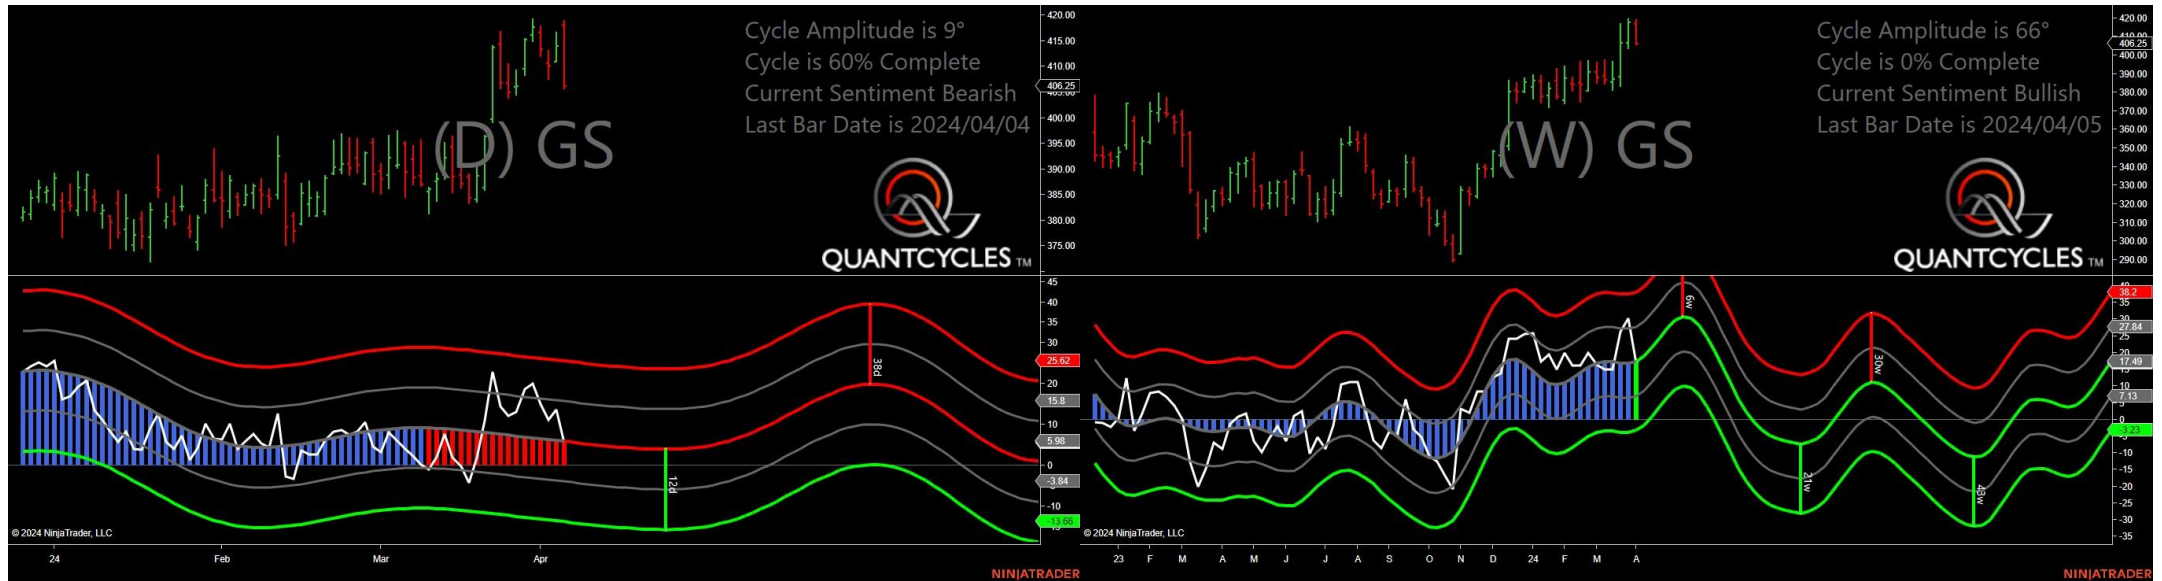 Cycle Amplitude is 9°
Cycle is 60% Complete
Current Sentiment Bearish
Last Bar Date is 2024/04/04
(D) GS
QUANTCYCLES TM
420.00
415.00
410.00
406.25
400.00
395.00
390.00
385.00
380.00
375.00
45
40
35
30
25.62
20
15.8
10
5.98
0
-3.84
-10
-13.66
38d
12d
© 2024 NinjaTrader, LLC
24 Feb Mar Apr
NINJATRADER
Cycle Amplitude is 66°
Cycle is 0% Complete
Current Sentiment Bullish
Last Bar Date is 2024/04/05
(W) GS
QUANTCYCLES TM
420.00
410.00
406.25
400.00
390.00
380.00
370.00
360.00
350.00
340.00
330.00
320.00
310.00
300.00
290.00
38.2
35
30
27.84
20
17.49
10
7.13
0
-3.23
-10
-15
-20
-25
-30
-35
6w
21w
30w
43w
© 2024 NinjaTrader, LLC
23 F M A M J J A S O N D 24 F M A
NINJATRADER